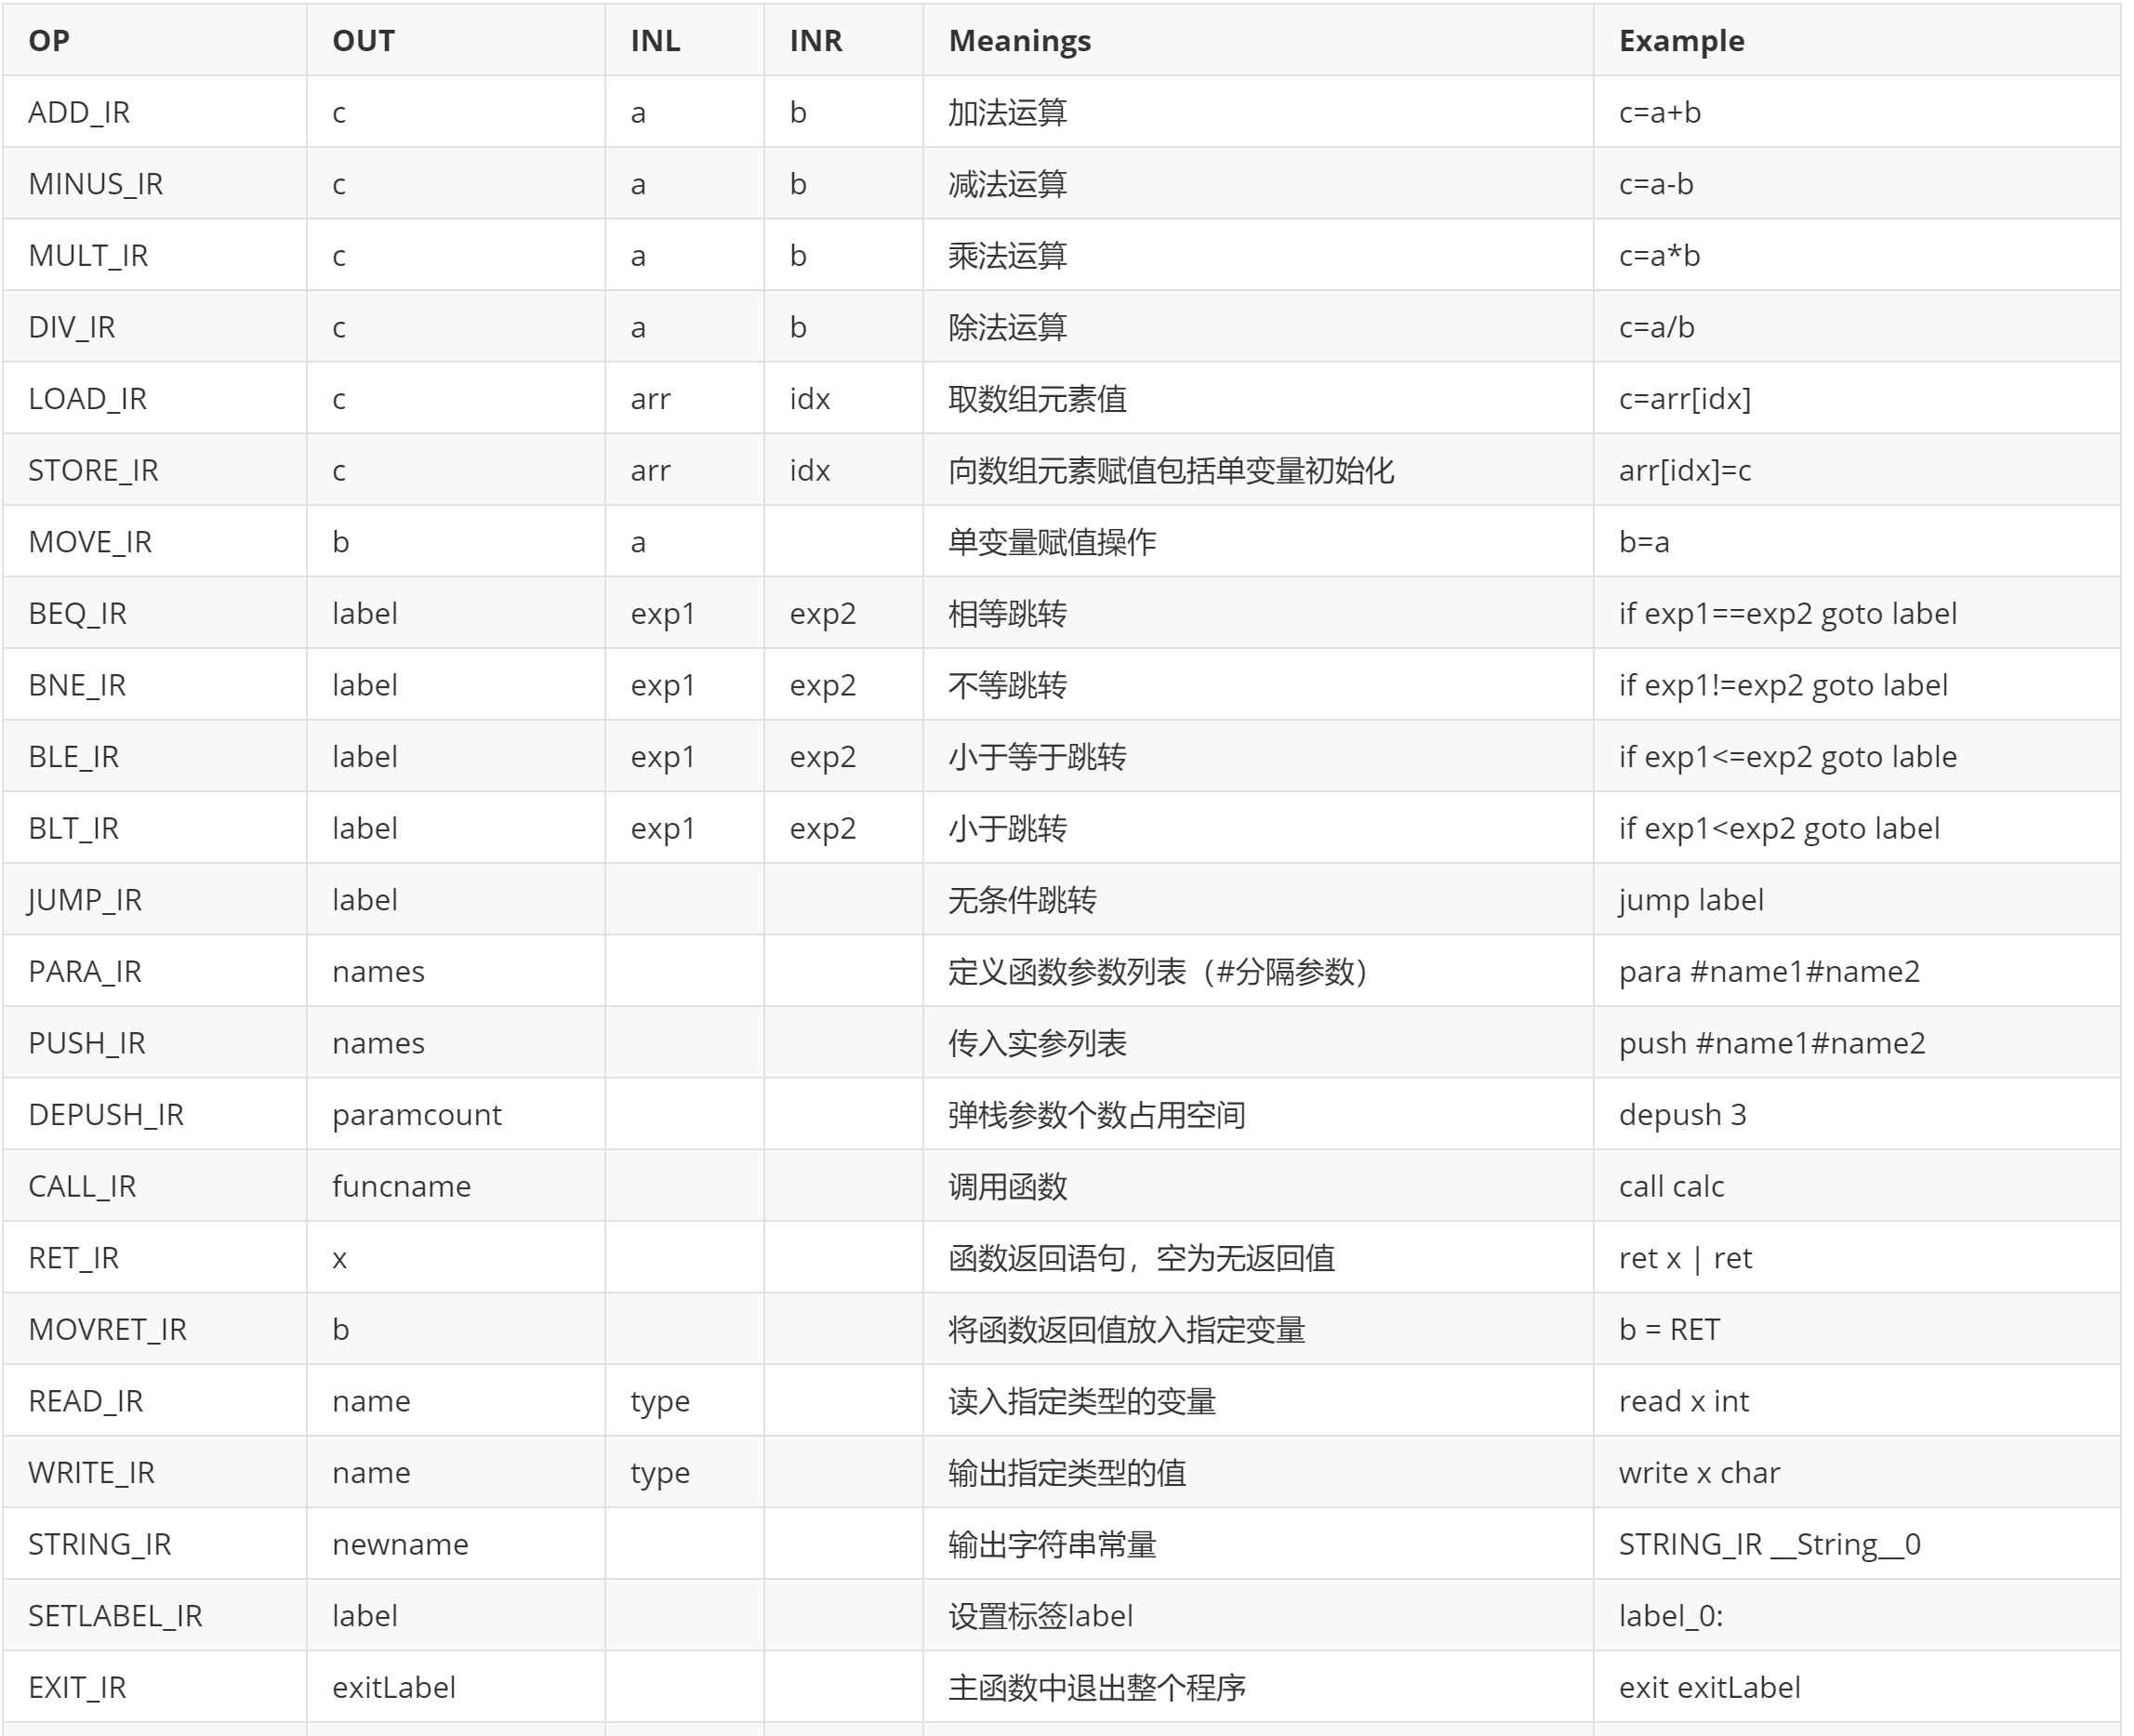 OP OUT INL INR Meanings Example
ADD_IR c a b 加法运算 c=a+b
MINUS_IR c a b 减法运算 c=a-b
MULT_IR c a b 乘法运算 c=a*b
DIV_IR c a b 除法运算 c=a/b
LOAD_IR c arr idx 取数组元素值 c=arr[idx]
STORE_IR c arr idx 向数组元素赋值包括单变量初始化 arr[idx]=c
MOVE_IR b a 单变量赋值操作 b=a
BEQ_IR label exp1 exp2 相等跳转 if exp1==exp2 goto label
BNE_IR label exp1 exp2 不等跳转 if exp1!=exp2 goto label
BLE_IR label exp1 exp2 小于等于跳转 if exp1<=exp2 goto lable
BLT_IR label exp1 exp2 小于跳转 if exp1<exp2 goto label
JUMP_IR label 无条件跳转 jump label
PARA_IR names 定义函数参数列表（#分隔参数） para #name1#name2
PUSH_IR names 传入实参列表 push #name1#name2
DEPUSH_IR paramcount 弹栈参数个数占用空间 depush 3
CALL_IR funcname 调用函数 call calc
RET_IR x 函数返回语句，空为无返回值 ret x | ret
MOVRET_IR b 将函数返回值放入指定变量 b = RET
READ_IR name type 读入指定类型的变量 read x int
WRITE_IR name type 输出指定类型的值 write x char
STRING_IR newname 输出字符串常量 STRING_IR __String__0
SETLABEL_IR label 设置标签label label_0:
EXIT_IR exitLabel 主函数中退出整个程序 exit exitLabel